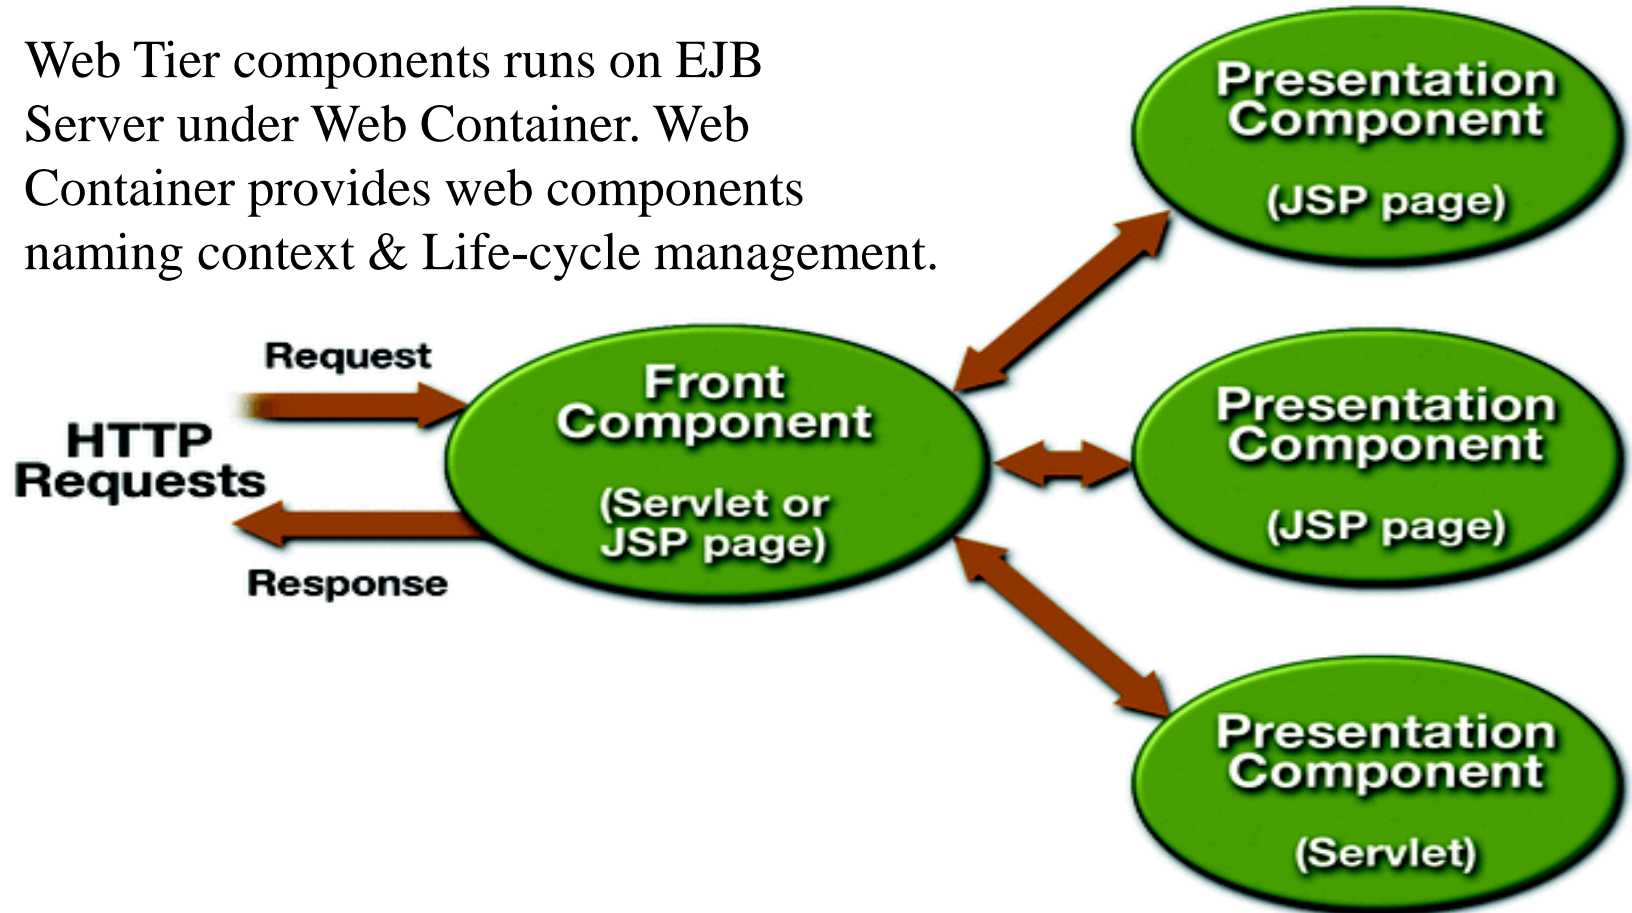 Web Tier components runs on EJB
Server under Web Container. Web
Container provides web components
naming context & Life-cycle management.
Request
HTTP
Requests
Response
Front
Component
(Servlet or
JSP page)
Presentation
Component
(JSP page)
Presentation
Component
(JSP page)
Presentation
Component
(Servlet)